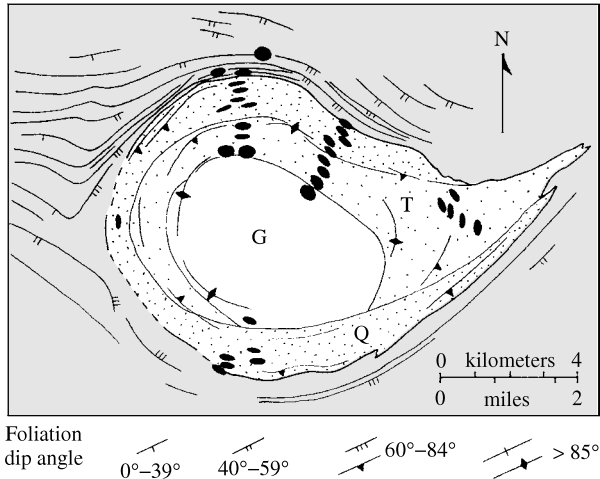 N
T
G
Q
0 kilometers 4
0 miles 2
Foliation
dip angle
0°–39°
40°–59°
60°–84°
> 85°